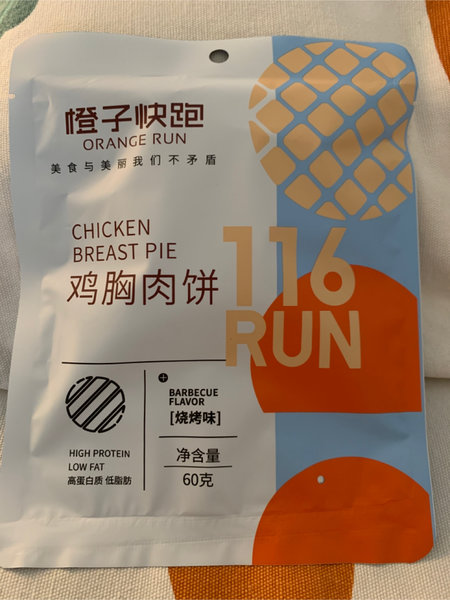 橙子快跑
ORANGE RUN
美食与美丽我们不矛盾
CHICKEN
BREAST PIE
鸡胸肉饼
116
RUN
BARBECUE
FLAVOR
[烧烤味]
HIGH PROTEIN
LOW FAT
高蛋白质 低脂肪
净含量
60克